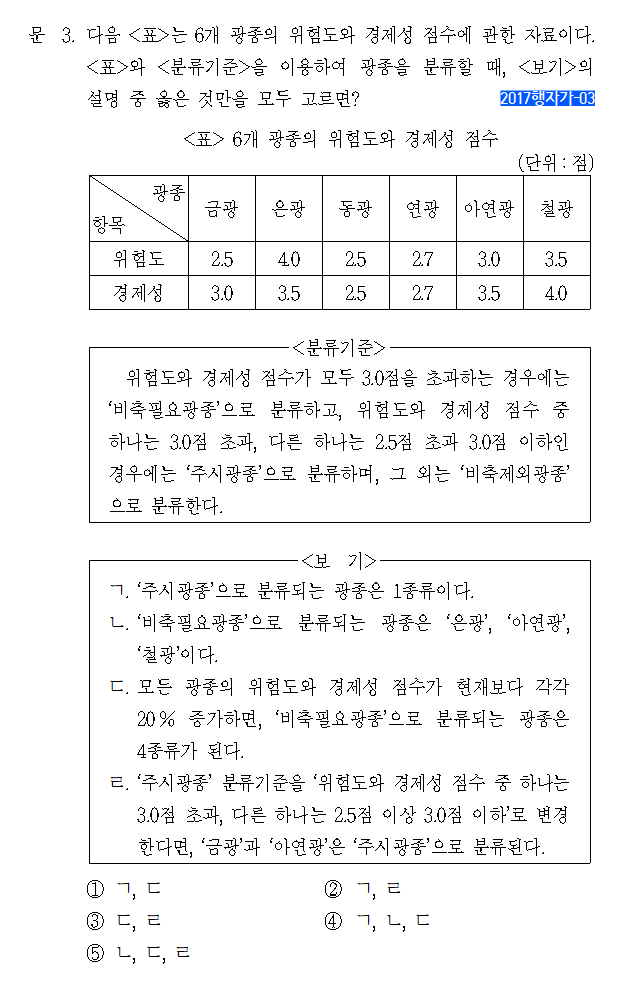 문 3. 다음 <표>는 6개 광종의 위험도와 경제성 점수에 관한 자료이다.
<표>와 <분류기준>을 이용하여 광종을 분류할 때, <보기>의
설명 중 옳은 것만을 모두 고르면?
2017행자가-03
<표> 6개 광종의 위험도와 경제성 점수
(단위 : 점)
광종
항목
금광 은광 동광 연광 아연광 철광
위험도 2.5 4.0 2.5 2.7 3.0 3.5
경제성 3.0 3.5 2.5 2.7 3.5 4.0
<분류기준>
위험도와 경제성 점수가 모두 3.0점을 초과하는 경우에는
‘비축필요광종’으로 분류하고, 위험도와 경제성 점수 중
하나는 3.0점 초과, 다른 하나는 2.5점 초과 3.0점 이하인
경우에는 ‘주시광종’으로 분류하며, 그 외는 ‘비축제외광종’
으로 분류한다.
<보 기>
ㄱ. ‘주시광종’으로 분류되는 광종은 1종류이다.
ㄴ. ‘비축필요광종’으로 분류되는 광종은 ‘은광’, ‘아연광’,
‘철광’이다.
ㄷ. 모든 광종의 위험도와 경제성 점수가 현재보다 각각
20% 증가하면, ‘비축필요광종’으로 분류되는 광종은
4종류가 된다.
ㄹ. ‘주시광종’ 분류기준을 ‘위험도와 경제성 점수 중 하나는
3.0점 초과, 다른 하나는 2.5점 이상 3.0점 이하’로 변경
한다면, ‘금광’과 ‘아연광’은 ‘주시광종’으로 분류된다.
① ㄱ, ㄷ ② ㄱ, ㄹ
③ ㄷ, ㄹ ④ ㄱ, ㄴ, ㄷ
⑤ ㄴ, ㄷ, ㄹ